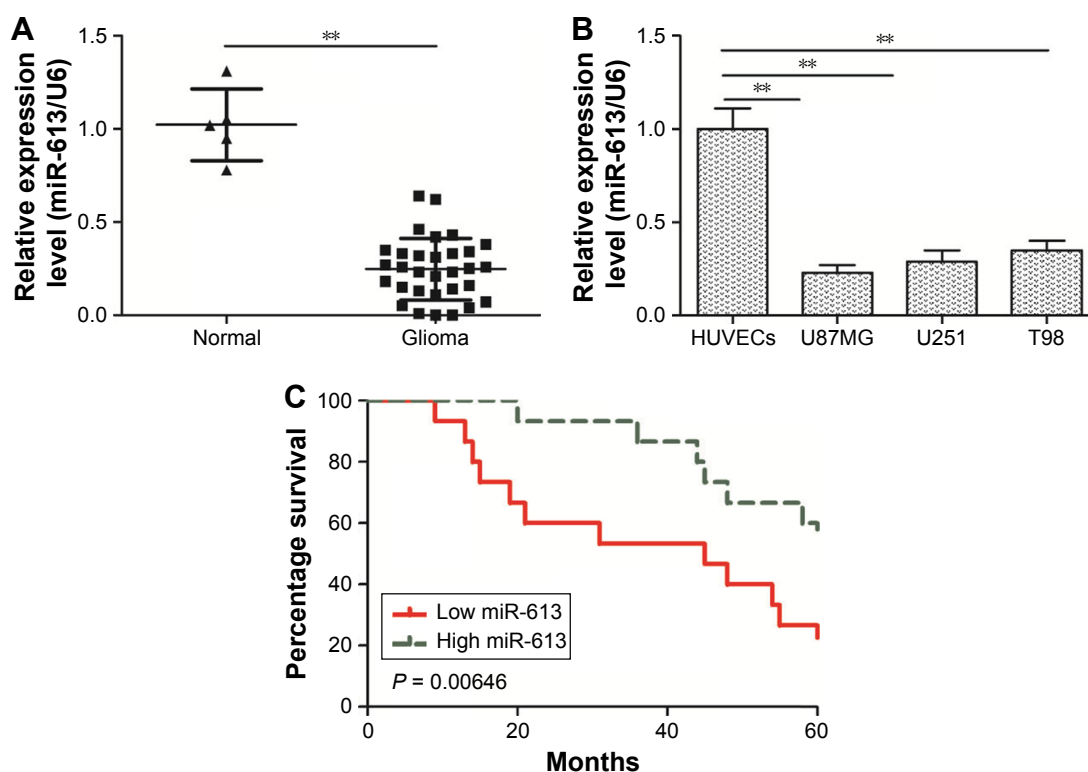 A
Relative expression
level (miR-613/U6)
1.5
1.0
0.5
0.0
**
Normal
Glioma
B
Relative expression
level (miR-613/U6)
1.5
1.0
0.5
0.0
**
**
**
HUVECs
U87MG
U251
T98
C
Percentage survival
100
80
60
40
20
0
Low miR-613
High miR-613
P = 0.00646
0
20
40
60
Months